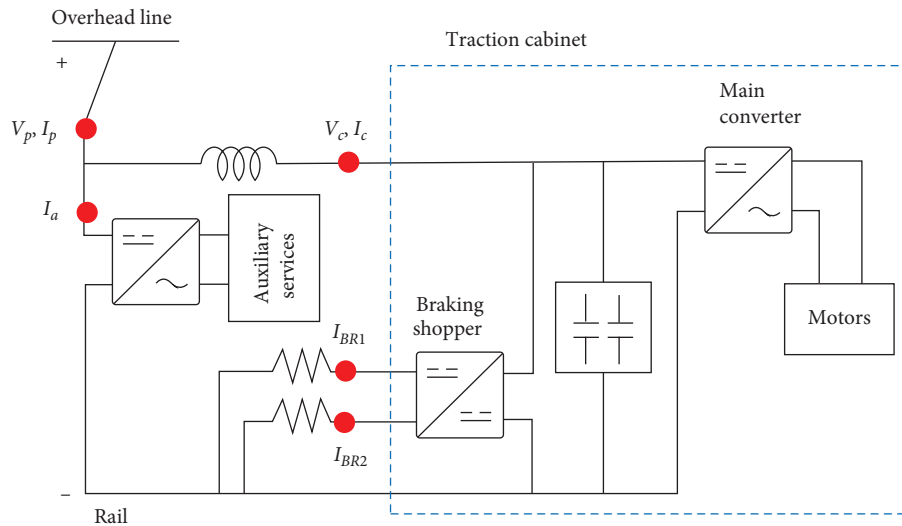 Overhead line
+
Traction cabinet
Main
converter
Vp, Ip
Vc, Ic
Ia
Auxiliary
services
Braking
shopper
IBR1
Motors
IBR2
−
Rail